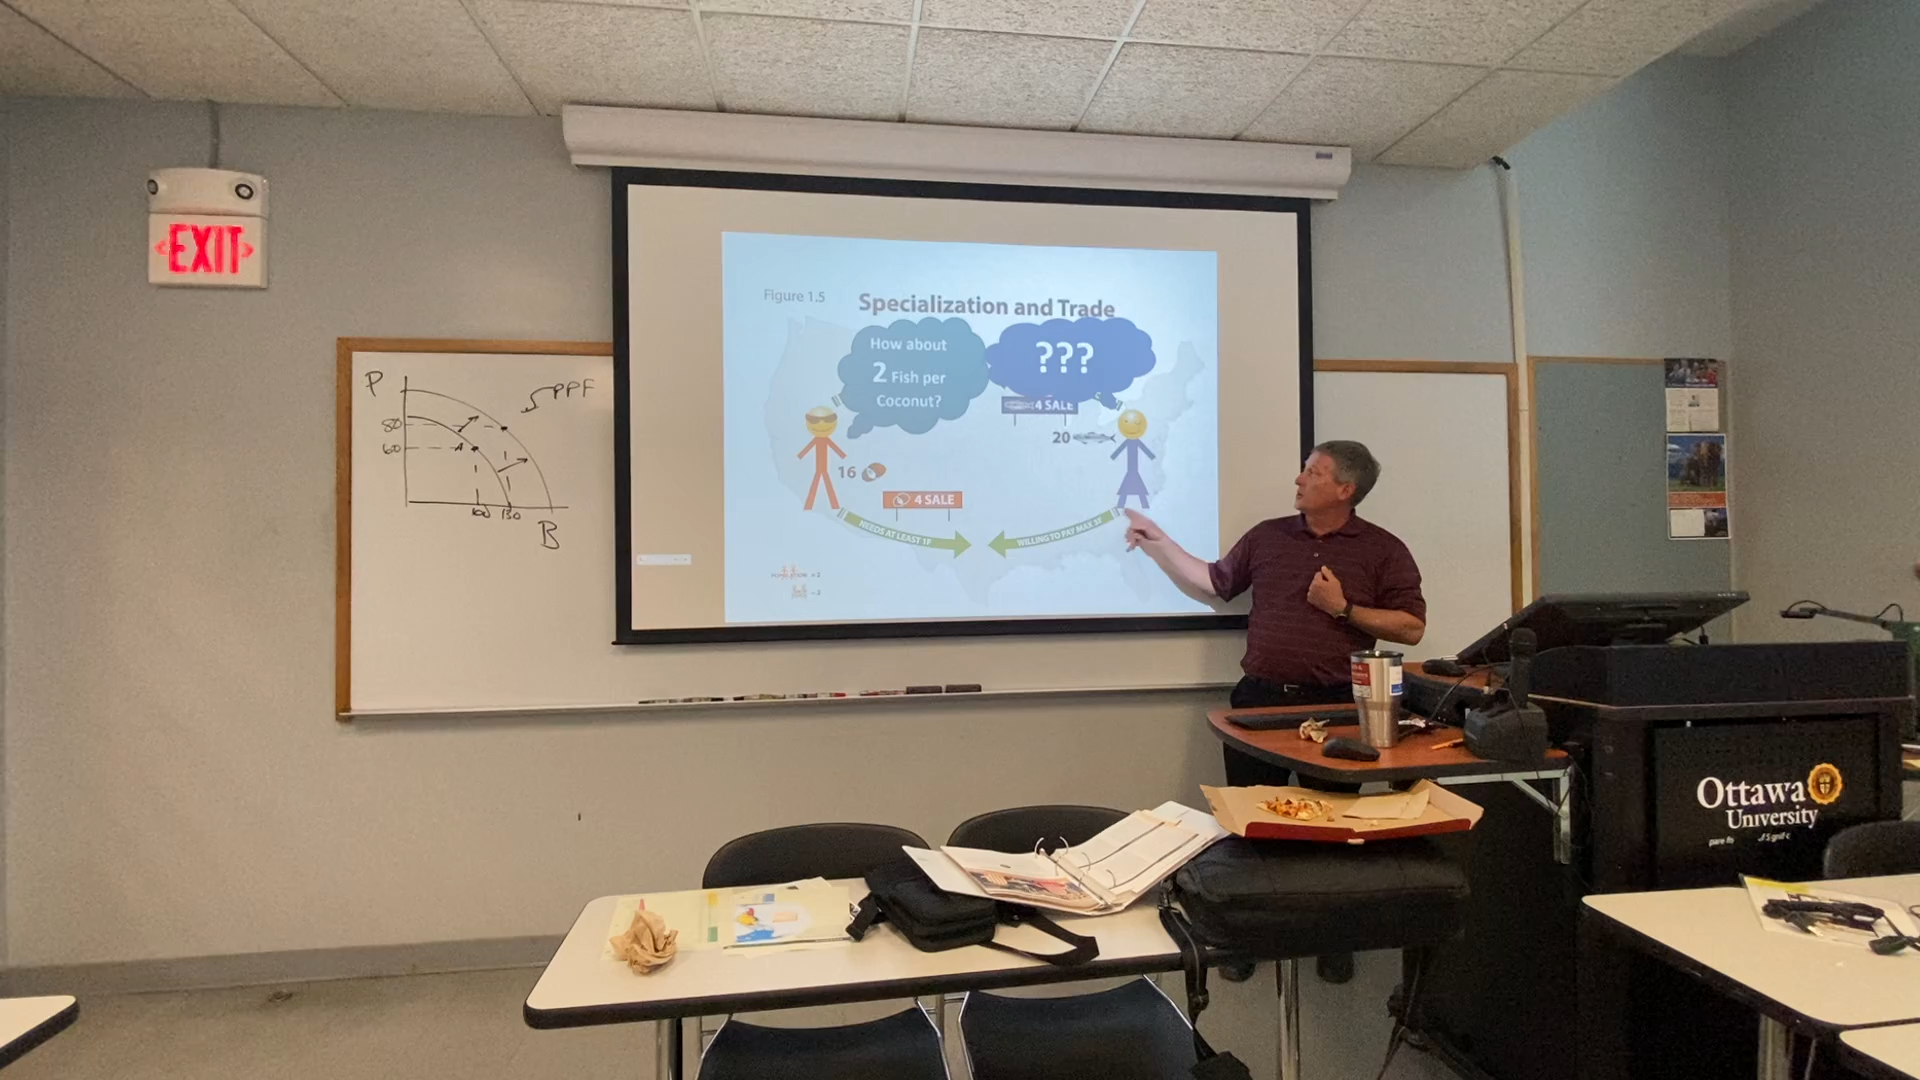 EXIT
P
80
60
A
100 130
B
PPF
Figure 1.5
Specialization and Trade
How about
2 Fish per
Coconut?
???
4 SALE
20
16
4 SALE
NEEDS AT LEAST 1F
WILLING TO PAY MAX 3F
Ottawa
University